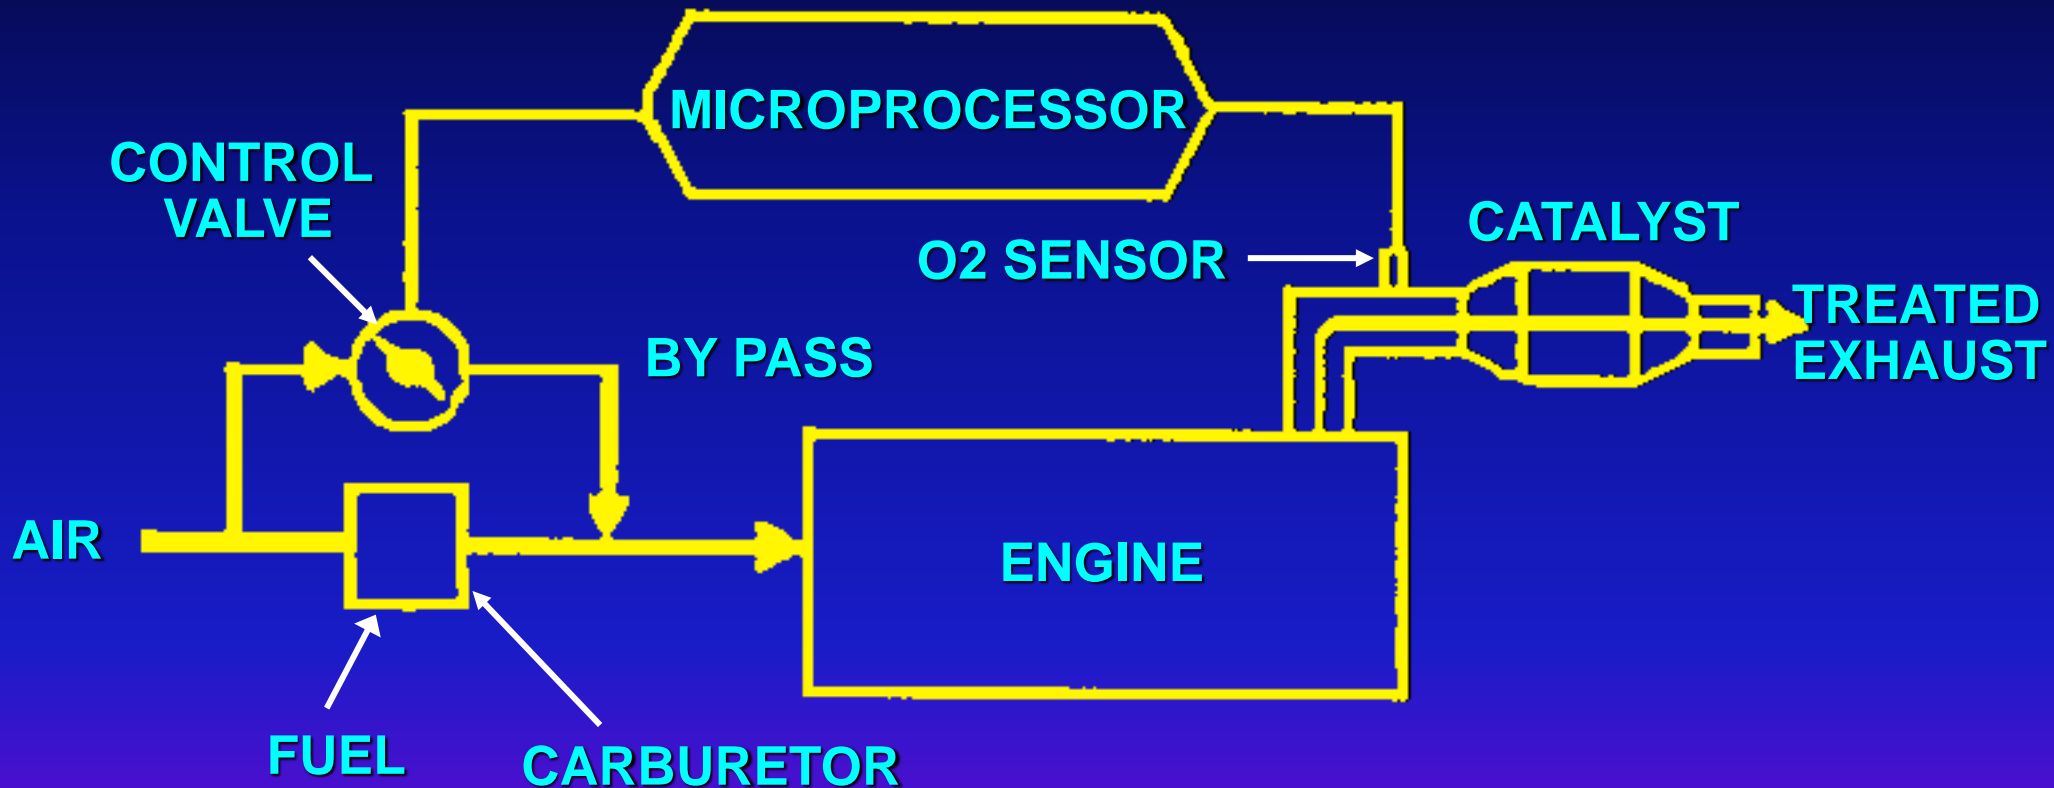 MICROPROCESSOR
CONTROL
VALVE
O2 SENSOR
CATALYST
TREATED
EXHAUST
BY PASS
AIR
ENGINE
FUEL
CARBURETOR